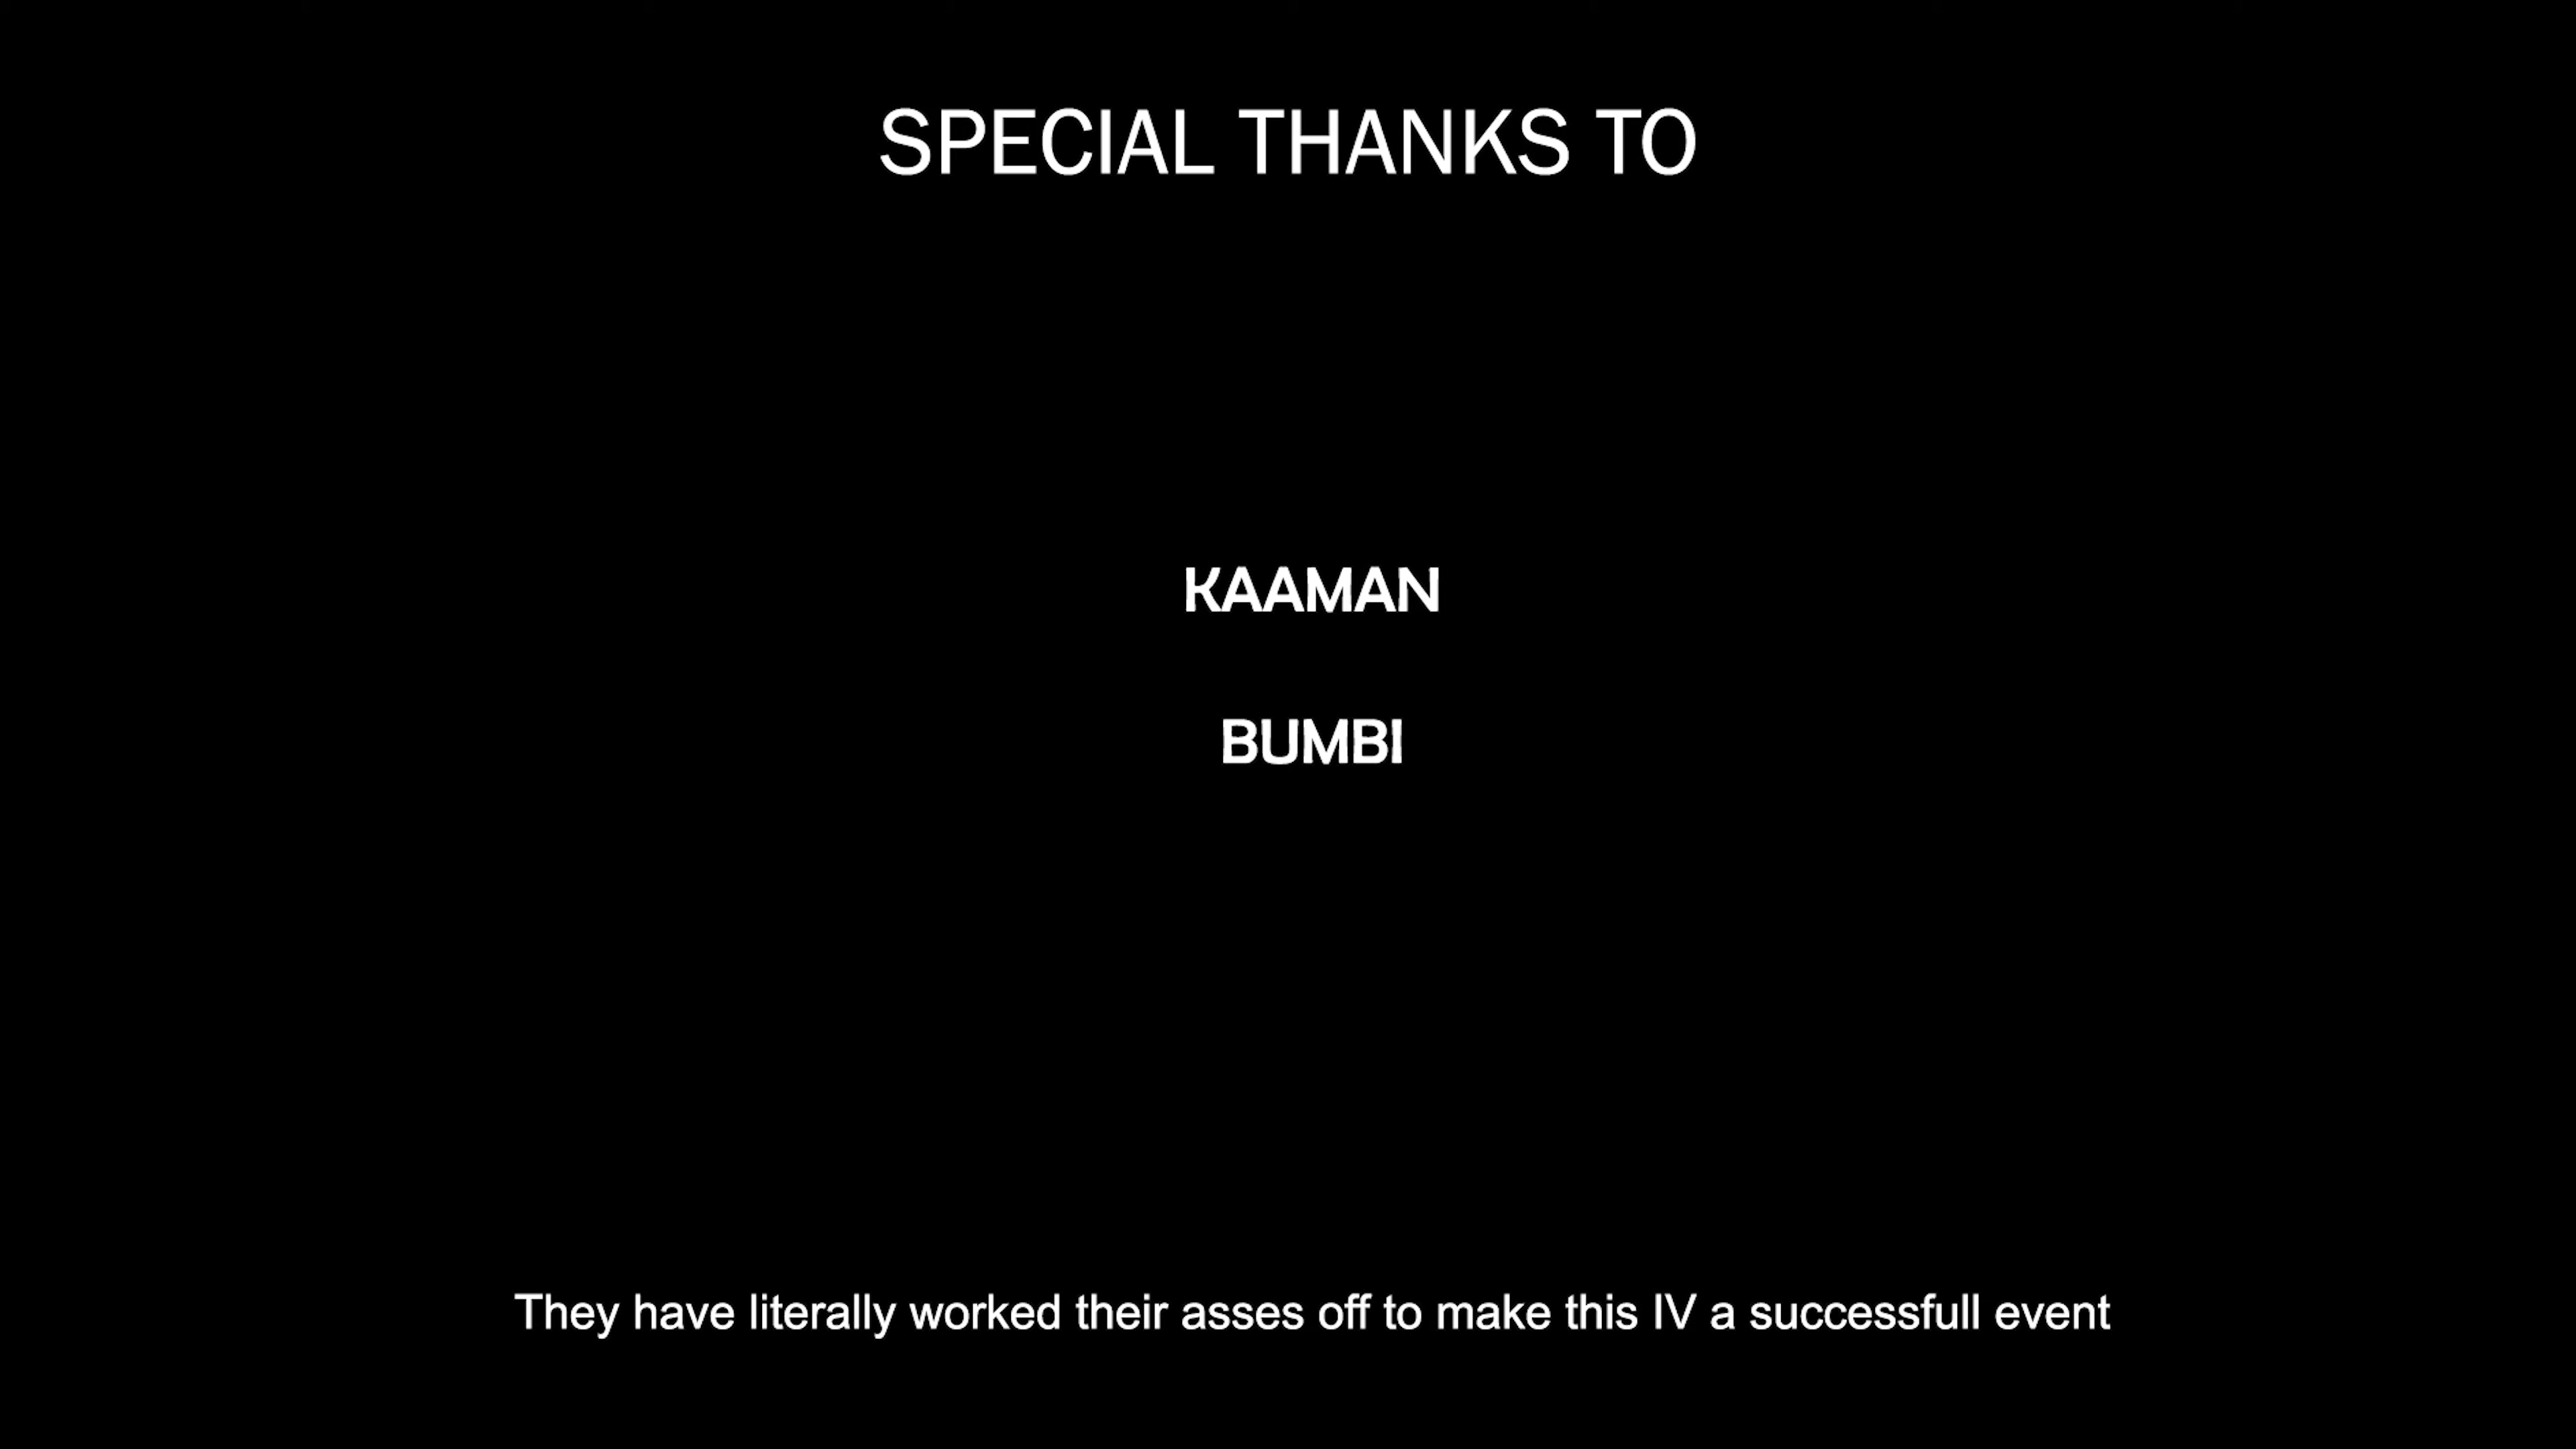 SPECIAL THANKS TO
KAAMAN
BUMBI
They have literally worked their asses off to make this IV a successfull event